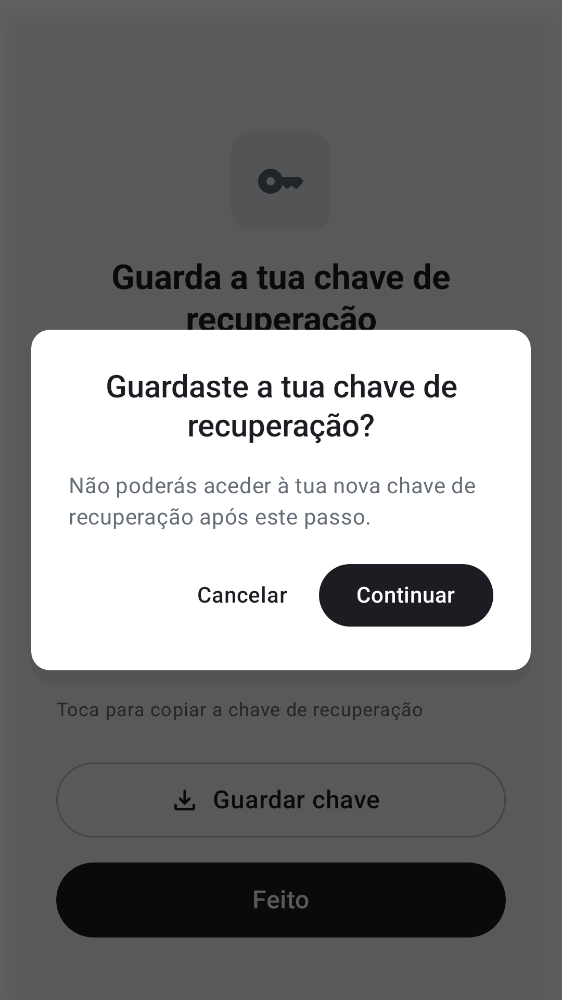 Guarda a tua chave de
recuperação
Guardaste a tua chave de
recuperação?
Não poderás aceder à tua nova chave de
recuperação após este passo.
Cancelar
Continuar
Toca para copiar a chave de recuperação
Guardar chave
Feito